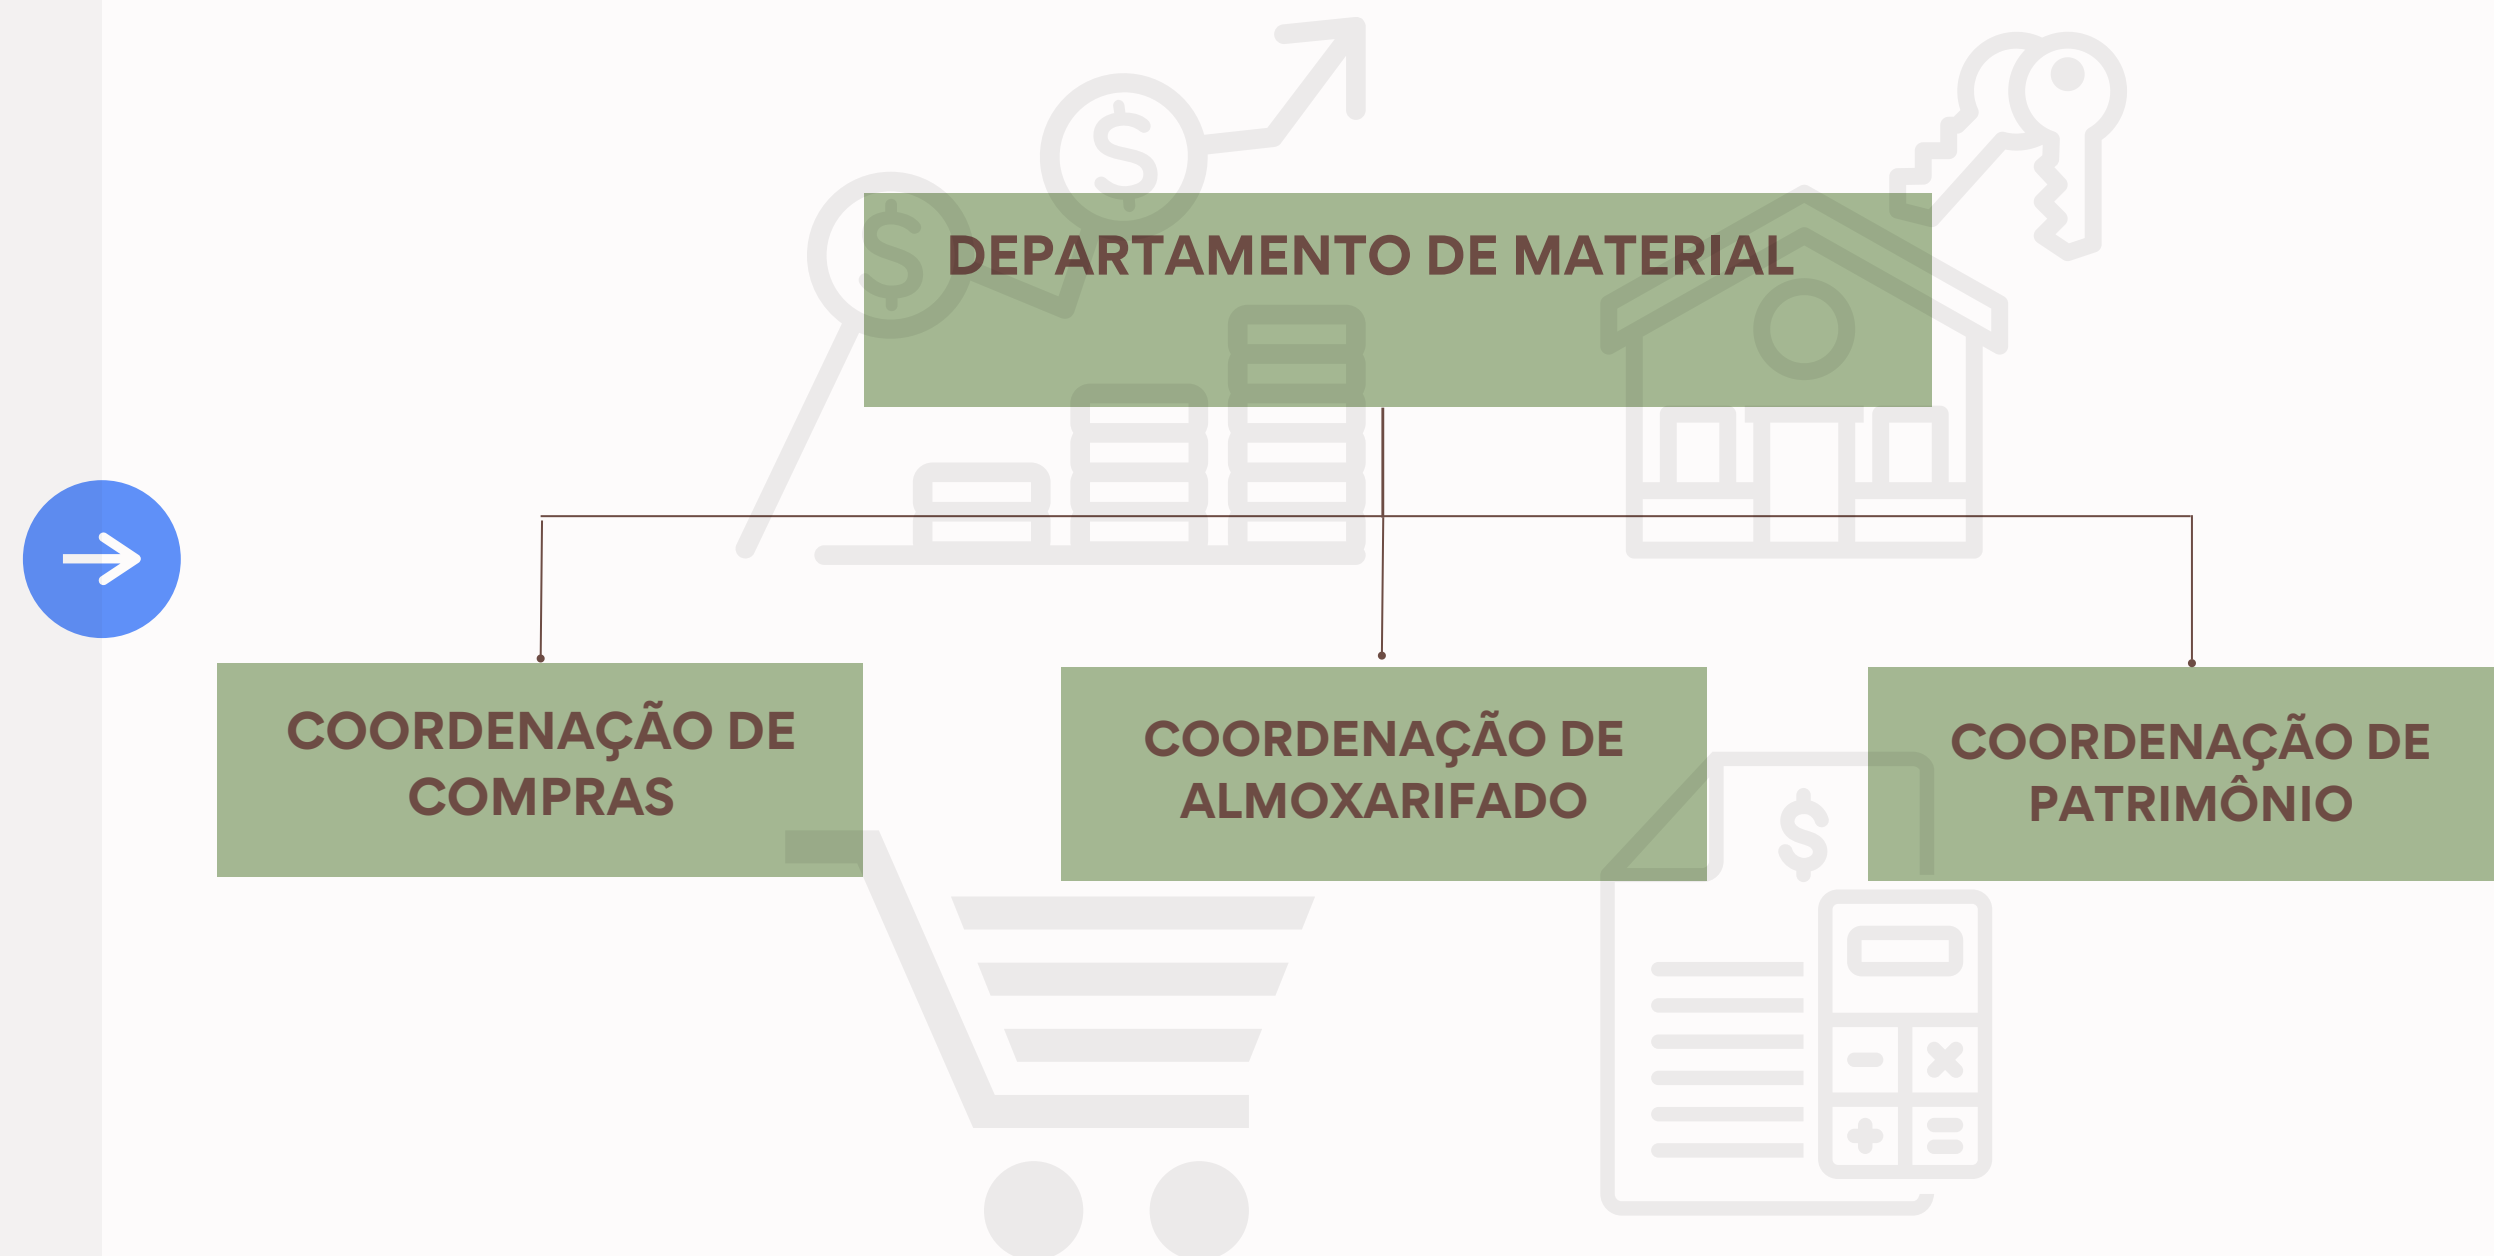 DEPARTAMENTO DE MATERIAL
COORDENAÇÃO DE
COMPRAS
COORDENAÇÃO DE
ALMOXARIFADO
COORDENAÇÃO DE
PATRIMÔNIO